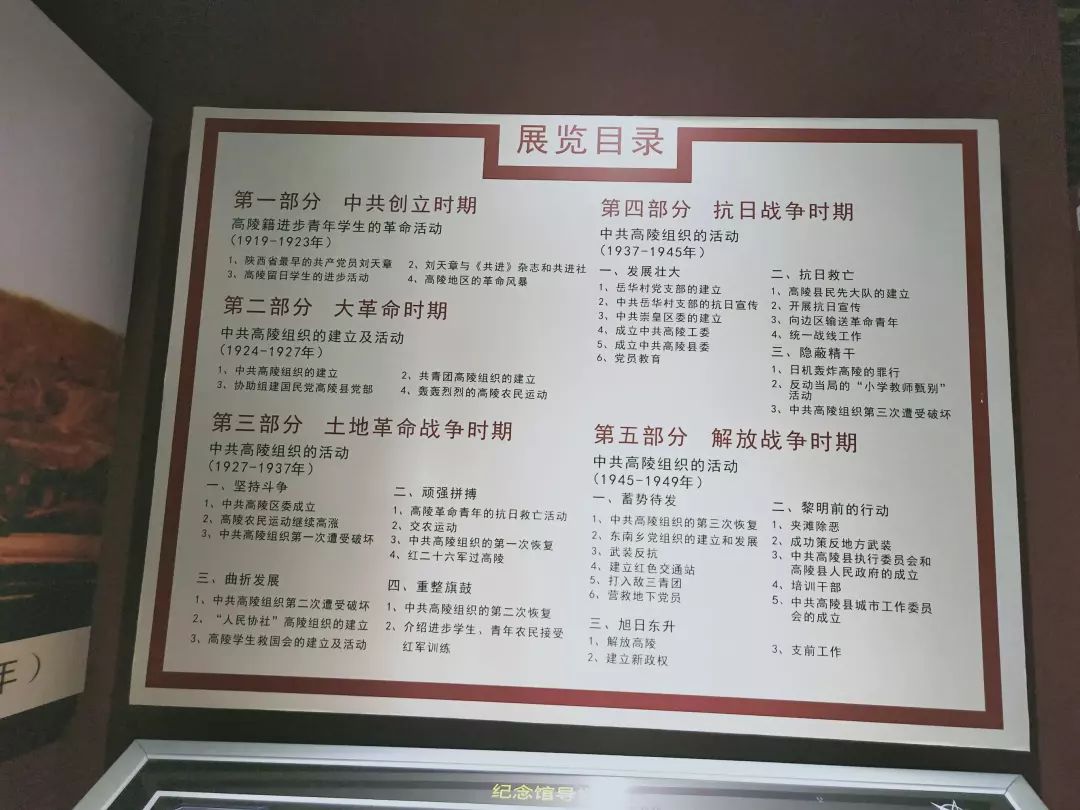 展览目录
第一部分 中共创立时期
高陵籍进步青年学生的革命活动
（1919-1923年）
1、陕西省最早的共产党员刘天章 2、刘天章与《共进》杂志和共进社
3、高陵留日学生的进步活动 4、高陵地区的革命风暴
第二部分 大革命时期
中共高陵组织的建立及活动
（1924-1927年）
1、中共高陵组织的建立 2、共青团高陵组织的建立
3、协助组建国民党高陵县党部 4、轰轰烈烈的高陵农民运动
第三部分 土地革命战争时期
中共高陵组织的活动
（1927-1937年）
一、坚持斗争
1、中共高陵区委成立
2、高陵农民运动继续高涨
3、中共高陵组织第一次遭受破坏
二、顽强拼搏
1、高陵革命青年的抗日救亡活动
2、交农运动
3、中共高陵组织的第一次恢复
4、红二十六军过高陵
三、曲折发展
1、中共高陵组织第二次遭受破坏
2、“人民协社”高陵组织的建立
3、高陵学生救国会的建立及活动
四、重整旗鼓
1、中共高陵组织的第二次恢复
2、介绍进步学生、青年农民接受
红军训练
第四部分 抗日战争时期
中共高陵组织的活动
（1937-1945年）
一、发展壮大
1、岳华村党支部的建立
2、中共岳华村支部的抗日宣传
3、中共崇皇区委的建立
4、成立中共高陵工委
5、成立中共高陵县委
6、党员教育
二、抗日救亡
1、高陵县民先大队的建立
2、开展抗日宣传
3、向边区输送革命青年
4、统一战线工作
三、隐蔽精干
1、日机轰炸高陵的罪行
2、反动当局的“小学教师甄别”
活动
3、中共高陵组织第三次遭受破坏
第五部分 解放战争时期
中共高陵组织的活动
（1945-1949年）
一、蓄势待发
1、中共高陵组织的第三次恢复
2、东南乡党组织的建立和发展
3、武装反抗
4、建立红色交通站
5、打入敌三青团
6、营救地下党员
二、黎明前的行动
1、夹滩除恶
2、成功策反地方武装
3、中共高陵县执行委员会和
高陵县人民政府的成立
4、培训干部
5、中共高陵县城市工作委员
会的成立
三、旭日东升
1、解放高陵
2、建立新政权
3、支前工作
年）
纪念馆导